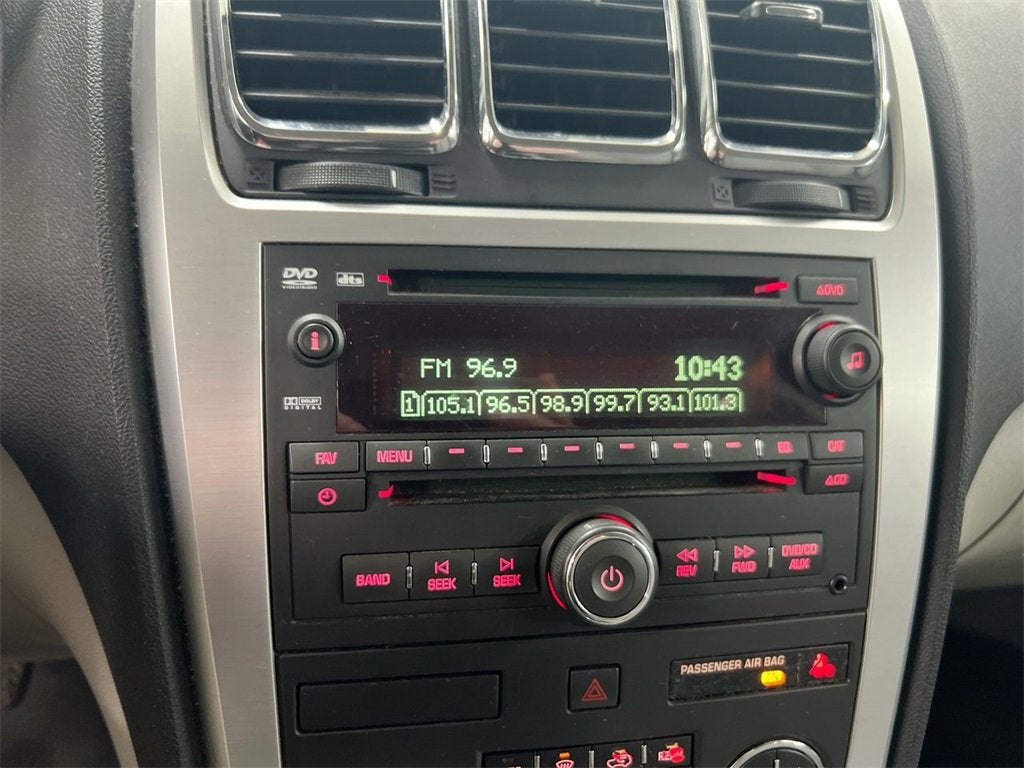 DVD
VIDEO/AUDIO
dts
DVD
i
FM 96.9 10:43
DOLBY
DIGITAL
1 105.1 96.5 98.9 99.7 93.1 101.3
FAV MENU EQ CAT
CD
BAND SEEK SEEK REV FWD DVD/CD
AUX
PASSENGER AIR BAG
ON
REAR